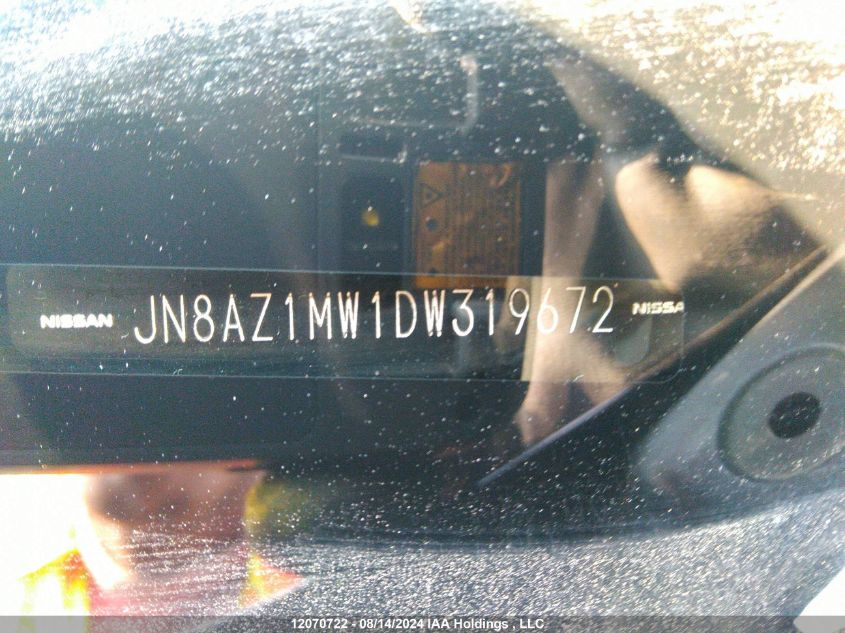 NISSAN JN8AZ1MW1DW319672 NISSA
12070722 - 08/14/2024 IAA Holdings , LLC